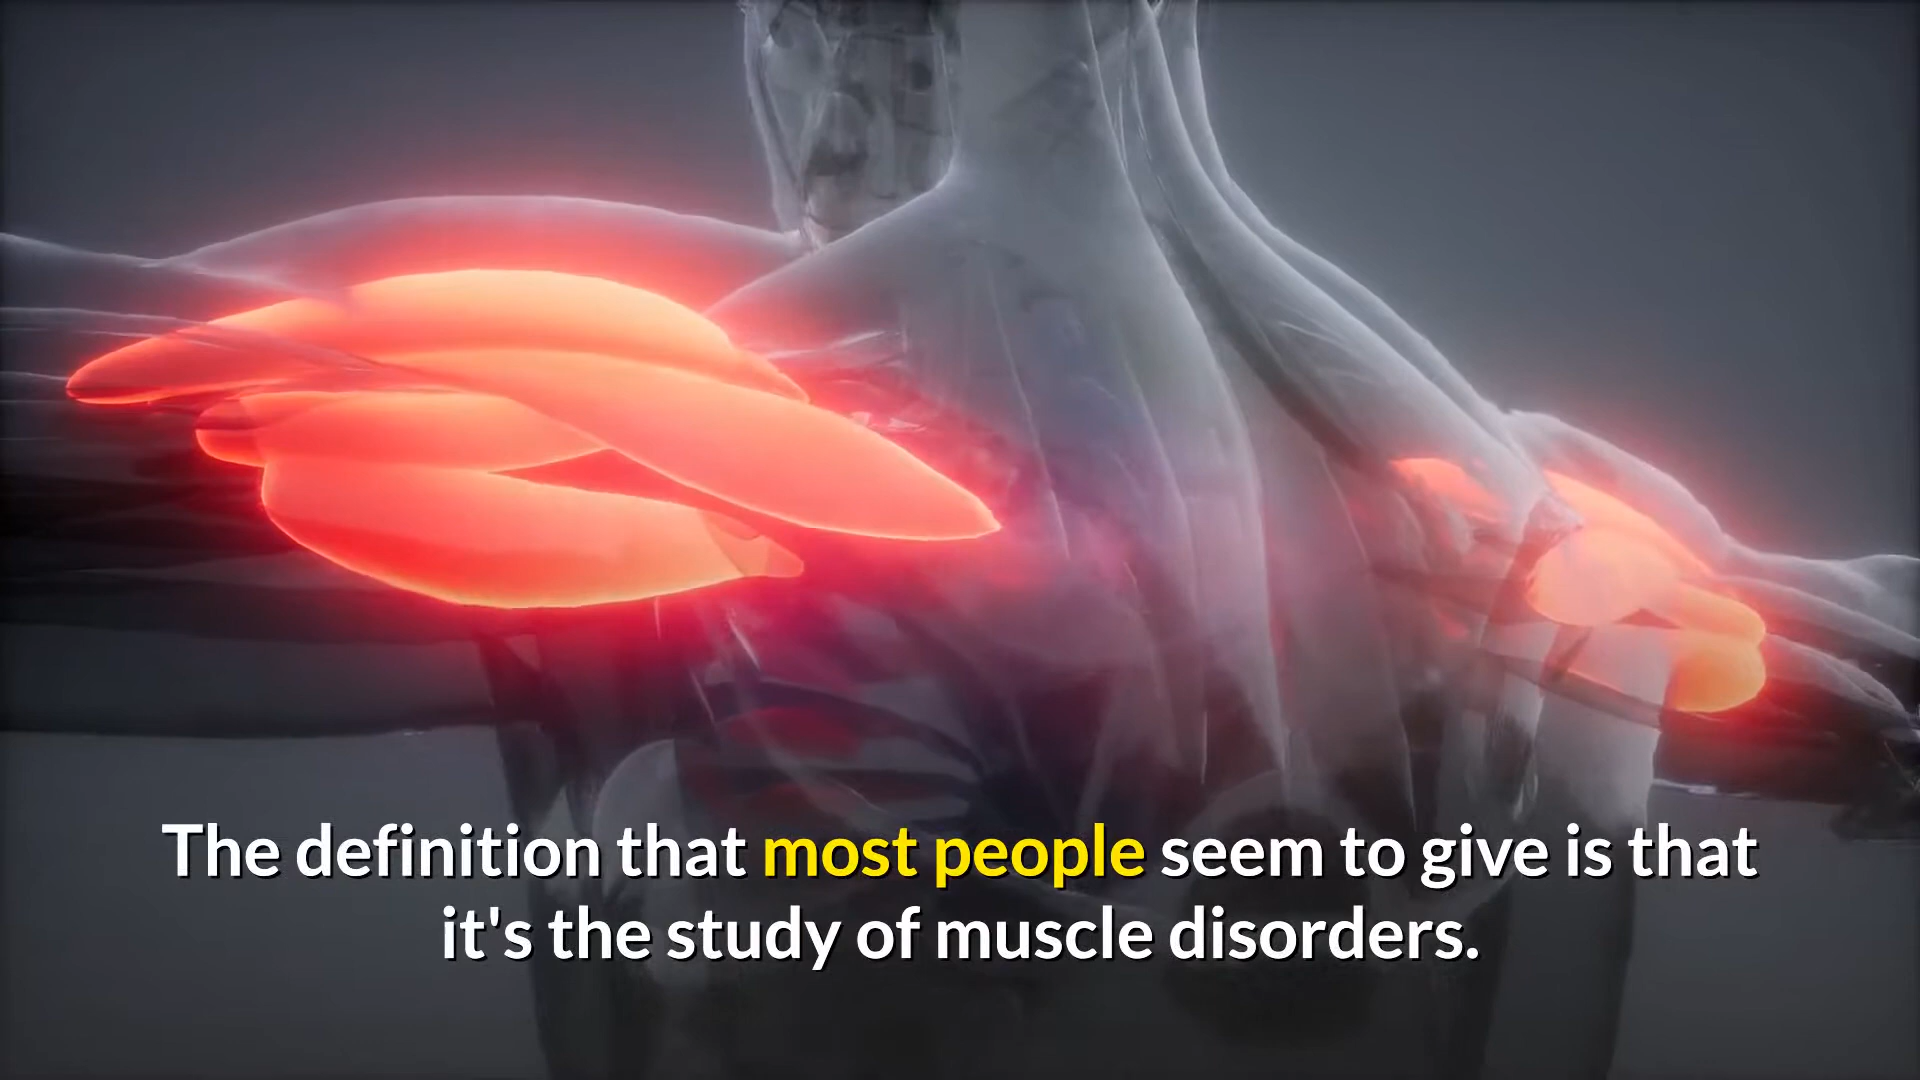 The definition that most people seem to give is that
it's the study of muscle disorders.